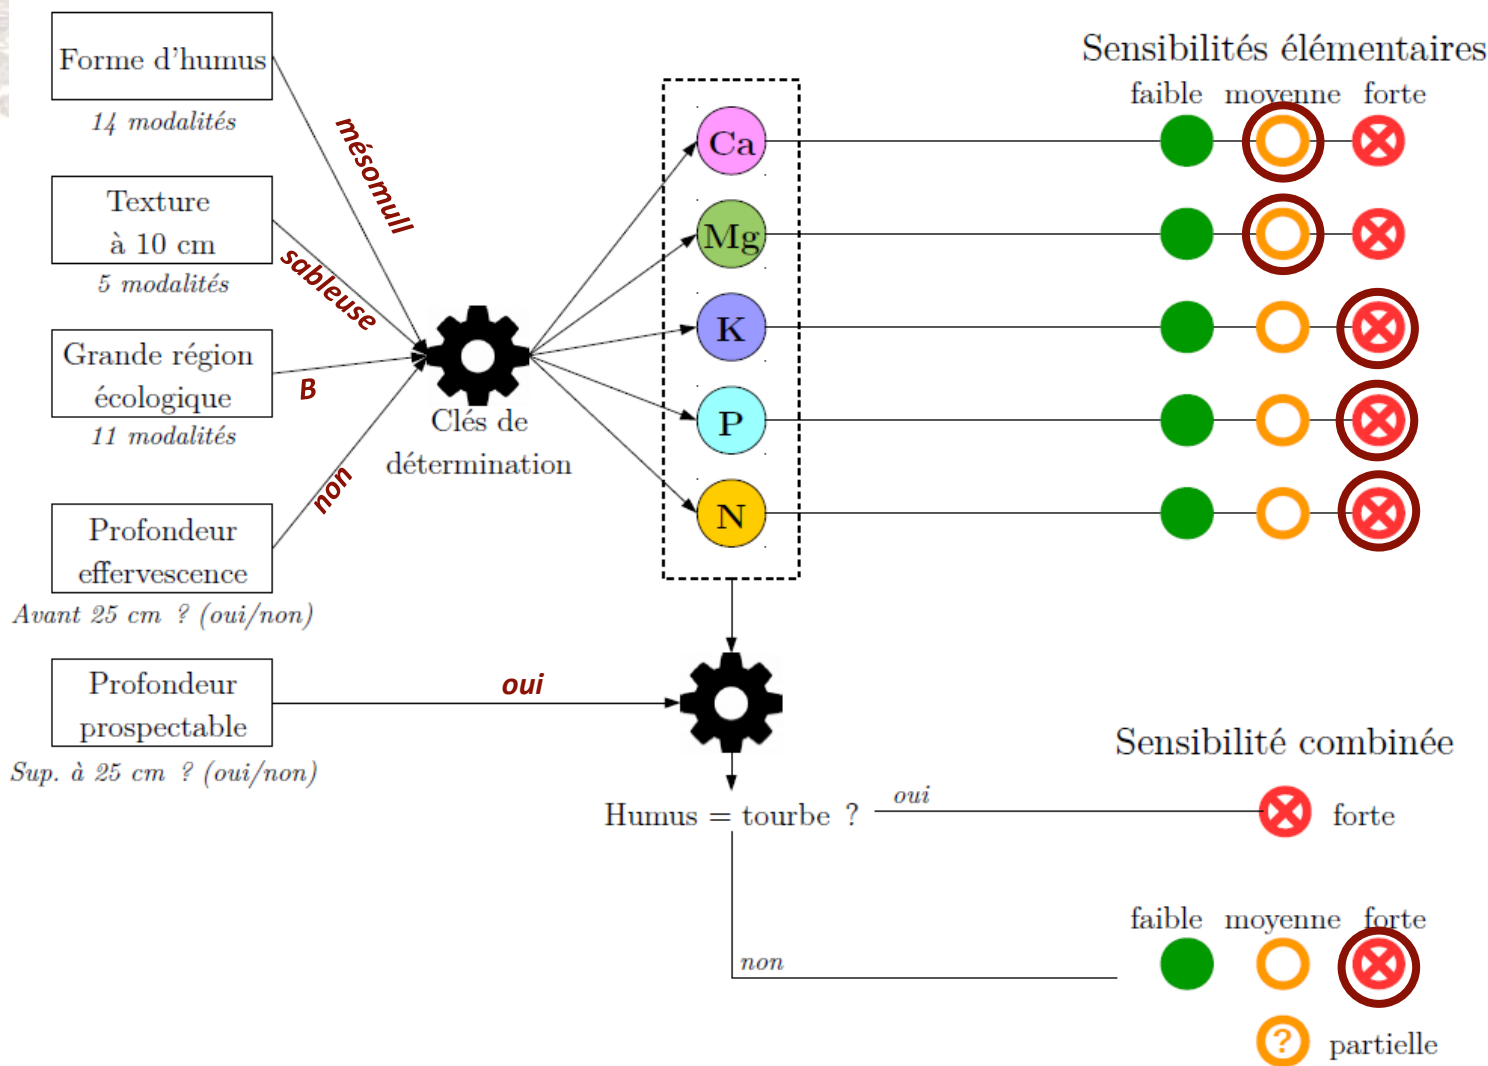 Forme d'humus
14 modalités
mésomull
Texture
à 10 cm
5 modalités
sableuse
Grande région
écologique
11 modalités
B
Profondeur
effervescence
Avant 25 cm ? (oui/non)
non
Profondeur
prospectable
Sup. à 25 cm ? (oui/non)
oui
Clés de
détermination
Ca
Mg
K
P
N
Sensibilités élémentaires
faible moyenne forte
Humus = tourbe ?
oui
non
Sensibilité combinée
forte
faible moyenne forte
? partielle